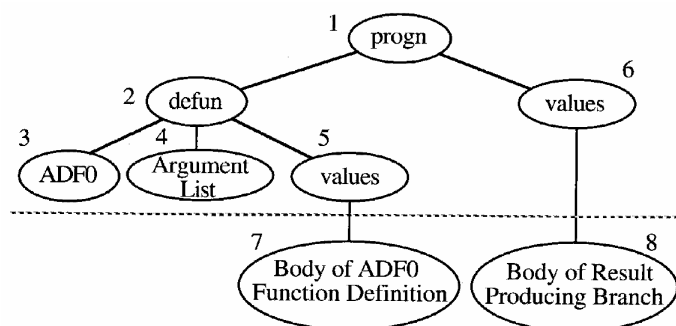 1
progn
6
2
defun
values
3
4
5
ADF0
Argument
List
values
7
8
Body of ADF0
Function Definition
Body of Result
Producing Branch